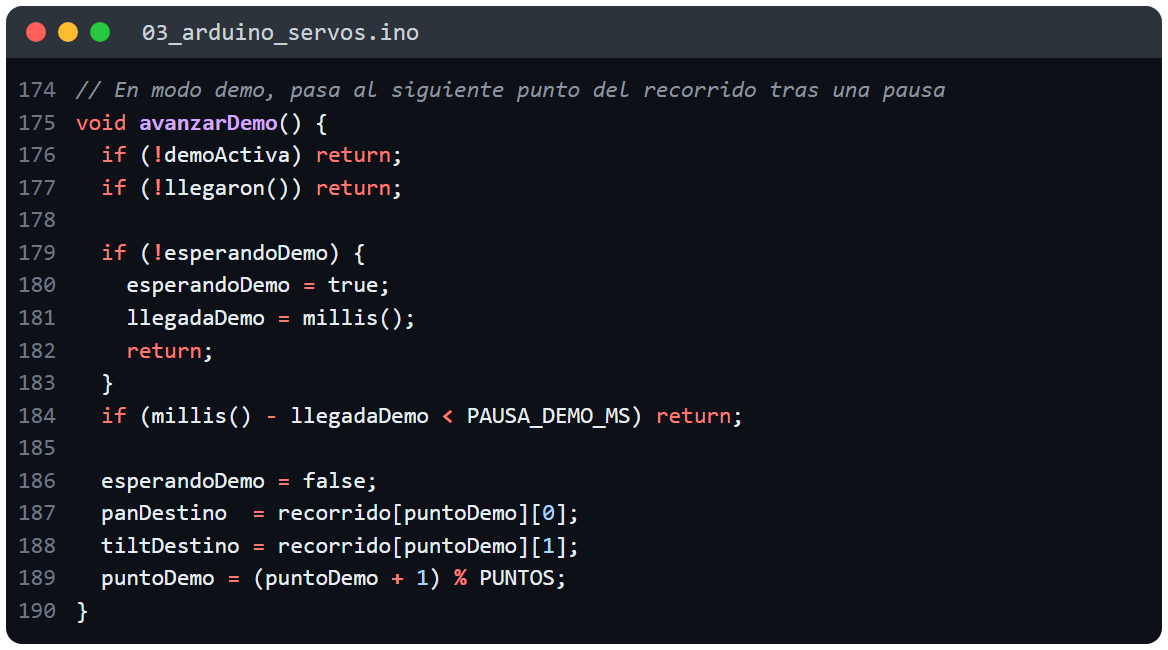 03_arduino_servos.ino
174 // En modo demo, pasa al siguiente punto del recorrido tras una pausa
175 void avanzarDemo() {
176   if (!demoActiva) return;
177   if (!llegaron()) return;
178
179   if (!esperandoDemo) {
180     esperandoDemo = true;
181     llegadaDemo = millis();
182     return;
183   }
184   if (millis() - llegadaDemo < PAUSA_DEMO_MS) return;
185
186   esperandoDemo = false;
187   panDestino  = recorrido[puntoDemo][0];
188   tiltDestino = recorrido[puntoDemo][1];
189   puntoDemo = (puntoDemo + 1) % PUNTOS;
190 }